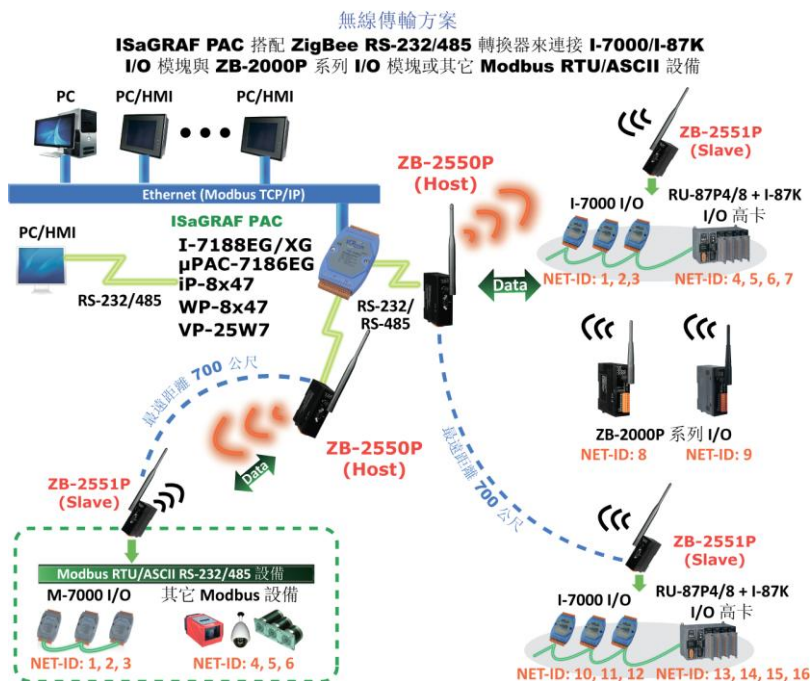 無線傳輸方案
ISaGRAF PAC 搭配 ZigBee RS-232/485 轉換器來連接 I-7000/I-87K
I/O 模塊與 ZB-2000P 系列 I/O 模塊或其它 Modbus RTU/ASCII 設備
PC
PC/HMI
PC/HMI
Ethernet (Modbus TCP/IP)
ZB-2550P
(Host)
ZB-2551P
(Slave)
I-7000 I/O
RU-87P4/8 + I-87K
I/O 高卡
NET-ID: 1, 2,3
NET-ID: 4, 5, 6, 7
Data
PC/HMI
RS-232/485
ISaGRAF PAC
I-7188EG/XG
μPAC-7186EG
iP-8x47
WP-8x47
VP-25W7
RS-232/
RS-485
ZB-2000P 系列 I/O
NET-ID: 8
NET-ID: 9
最遠距離 700 公尺
最遠距離 700 公尺
ZB-2550P
(Host)
Data
ZB-2551P
(Slave)
Modbus RTU/ASCII RS-232/485 設備
M-7000 I/O
其它 Modbus 設備
NET-ID: 1, 2, 3
NET-ID: 4, 5, 6
ZB-2551P
(Slave)
I-7000 I/O
RU-87P4/8 + I-87K
I/O 高卡
NET-ID: 10, 11, 12
NET-ID: 13, 14, 15, 16